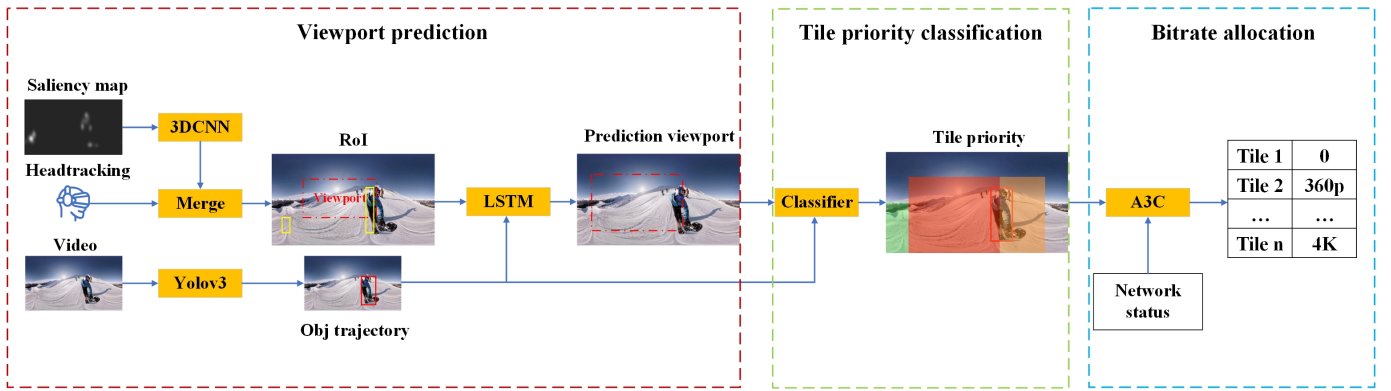 Viewport prediction
Saliency map
3DCNN
Headtracking
Merge
RoI
Viewport
LSTM
Prediction viewport
Video
Yolov3
Obj trajectory
Tile priority classification
Classifier
Tile priority
Bitrate allocation
A3C
Network
status
Tile 1 0
Tile 2 360p
... ...
Tile n 4K